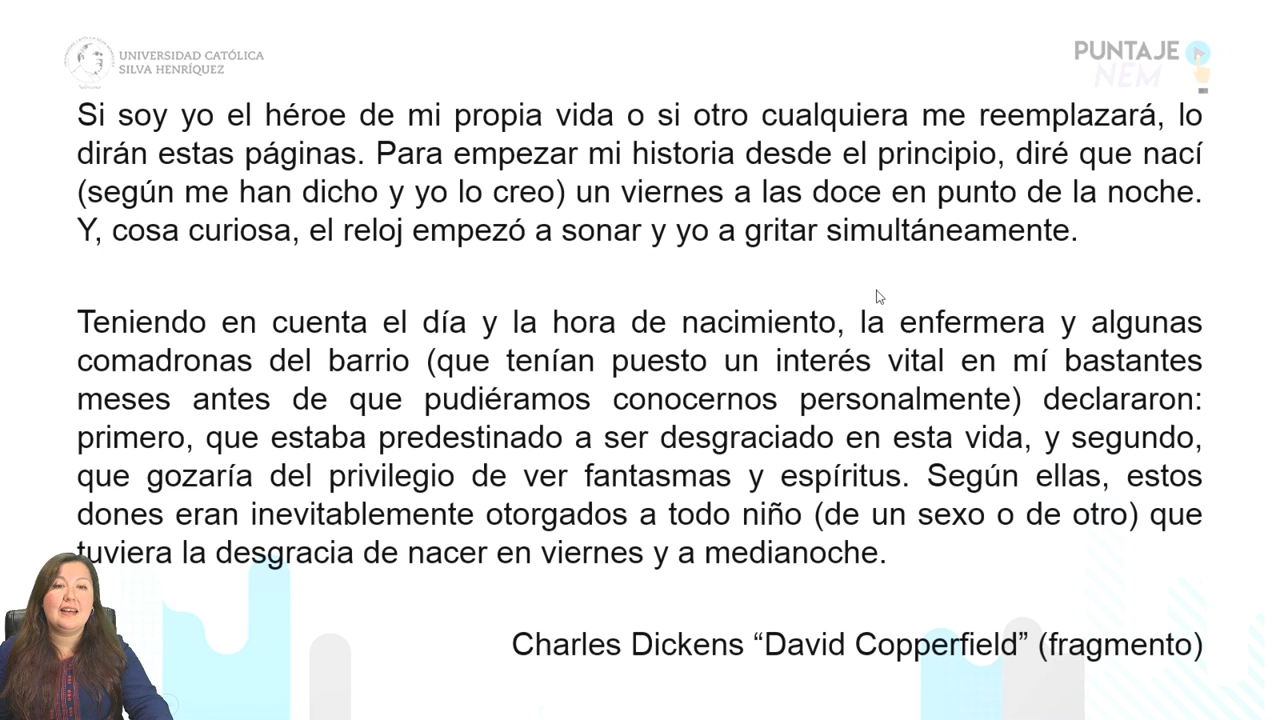 UNIVERSIDAD CATÓLICA
SILVA HENRÍQUEZ
PUNTAJE
NEM
Si soy yo el héroe de mi propia vida o si otro cualquiera me reemplazará, lo
dirán estas páginas. Para empezar mi historia desde el principio, diré que nací
(según me han dicho y yo lo creo) un viernes a las doce en punto de la noche.
Y, cosa curiosa, el reloj empezó a sonar y yo a gritar simultáneamente.
Teniendo en cuenta el día y la hora de nacimiento, la enfermera y algunas
comadronas del barrio (que tenían puesto un interés vital en mí bastantes
meses antes de que pudiéramos conocernos personalmente) declararon:
primero, que estaba predestinado a ser desgraciado en esta vida, y segundo,
que gozaría del privilegio de ver fantasmas y espíritus. Según ellas, estos
dones eran inevitablemente otorgados a todo niño (de un sexo o de otro) que
tuviera la desgracia de nacer en viernes y a medianoche.
Charles Dickens “David Copperfield” (fragmento)